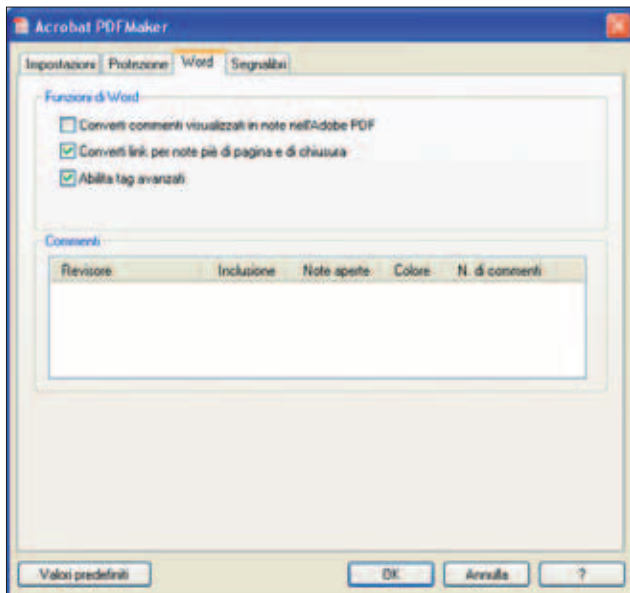 Acrobat PDFMaker
Impostazioni Protezione Word Segnalibri
Funzioni di Word
Converti commenti visualizzati in note nell'Adobe PDF
Converti link per note piè di pagina e di chiusura
Abilita tag avanzati
Commenti
Revisore Inclusione Note aperte Colore N. di commenti
Valori predefiniti OK Annulla ?